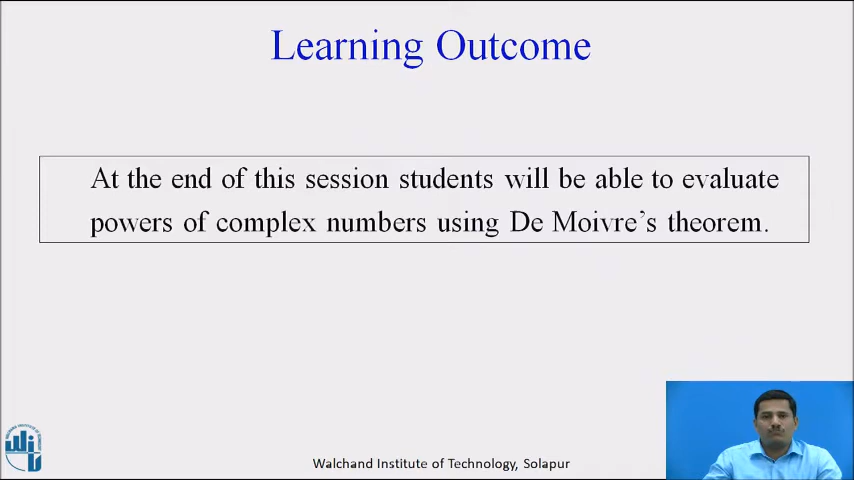 Learning Outcome
At the end of this session students will be able to evaluate
powers of complex numbers using De Moivre's theorem.
Walchand Institute of Technology, Solapur